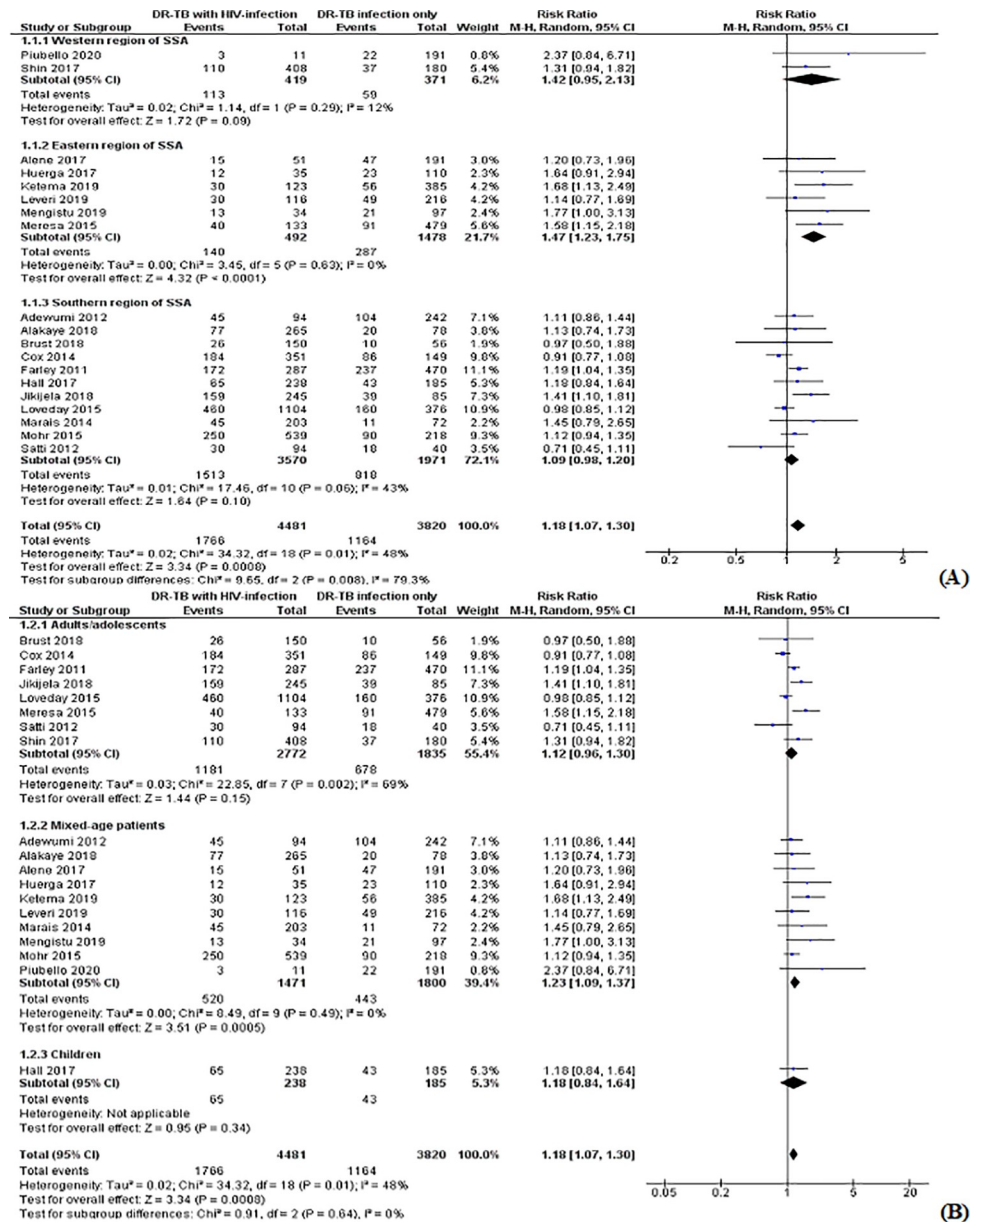 DR-TB with HIV-infection DR-TB infection only Risk Ratio Risk Ratio
Study or Subgroup Events Total Events Total Weight M-H, Random, 95% CI M-H, Random, 95% CI
1.1.1 Western region of SSA
Piubello 2020 3 11 22 191 0.8% 2.37 [0.84, 6.71]
Shin 2017 110 408 37 180 5.4% 1.31 [0.94, 1.82]
Subtotal (95% CI) 419 371 6.2% 1.42 [0.95, 2.13]
Total events 113 59
Heterogeneity: Tau² = 0.02; Chi² = 1.14, df = 1 (P = 0.29); I² = 12%
Test for overall effect: Z = 1.72 (P = 0.09)
1.1.2 Eastern region of SSA
Alene 2017 15 51 47 191 3.0% 1.20 [0.73, 1.96]
Huerga 2017 12 35 23 110 2.3% 1.64 [0.91, 2.94]
Ketema 2019 30 123 56 385 4.2% 1.68 [1.13, 2.49]
Leveri 2019 30 116 49 216 4.2% 1.14 [0.77, 1.69]
Mengistu 2019 13 34 21 97 2.4% 1.77 [1.00, 3.13]
Meresa 2015 40 133 91 479 5.6% 1.58 [1.15, 2.18]
Subtotal (95% CI) 492 1478 21.7% 1.47 [1.23, 1.75]
Total events 140 287
Heterogeneity: Tau² = 0.00; Chi² = 3.45, df = 5 (P = 0.63); I² = 0%
Test for overall effect: Z = 4.32 (P < 0.0001)
1.1.3 Southern region of SSA
Adewumi 2012 45 94 104 242 7.1% 1.11 [0.86, 1.44]
Alakaye 2018 77 265 20 78 3.8% 1.13 [0.74, 1.73]
Brust 2018 26 150 10 56 1.9% 0.97 [0.50, 1.88]
Cox 2014 184 351 86 149 9.8% 0.91 [0.77, 1.08]
Farley 2011 172 287 237 470 11.1% 1.19 [1.04, 1.35]
Hall 2017 65 238 43 185 5.3% 1.18 [0.84, 1.64]
Jikijela 2018 159 245 39 85 7.3% 1.41 [1.10, 1.81]
Loveday 2015 460 1104 160 376 10.9% 0.98 [0.85, 1.12]
Marais 2014 45 203 11 72 2.2% 1.45 [0.79, 2.65]
Mohr 2015 250 539 90 218 9.3% 1.12 [0.94, 1.35]
Satti 2012 30 94 18 40 3.5% 0.71 [0.45, 1.11]
Subtotal (95% CI) 3570 1971 72.1% 1.09 [0.98, 1.20]
Total events 1513 818
Heterogeneity: Tau² = 0.01; Chi² = 17.46, df = 10 (P = 0.06); I² = 43%
Test for overall effect: Z = 1.64 (P = 0.10)
Total (95% CI) 4481 3820 100.0% 1.18 [1.07, 1.30]
Total events 1766 1164
Heterogeneity: Tau² = 0.02; Chi² = 34.32, df = 18 (P = 0.01); I² = 48%
Test for overall effect: Z = 3.34 (P = 0.0008)
Test for subgroup differences: Chi² = 9.65, df = 2 (P = 0.008), I² = 79.3%
0.2 0.5 1 2 5
(A)
DR-TB with HIV-infection DR-TB infection only Risk Ratio Risk Ratio
Study or Subgroup Events Total Events Total Weight M-H, Random, 95% CI M-H, Random, 95% CI
1.2.1 Adults/adolescents
Brust 2018 26 150 10 56 1.9% 0.97 [0.50, 1.88]
Cox 2014 184 351 86 149 9.8% 0.91 [0.77, 1.08]
Farley 2011 172 287 237 470 11.1% 1.19 [1.04, 1.35]
Jikijela 2018 159 245 39 85 7.3% 1.41 [1.10, 1.81]
Loveday 2015 460 1104 160 376 10.9% 0.98 [0.85, 1.12]
Meresa 2015 40 133 91 479 5.6% 1.58 [1.15, 2.18]
Satti 2012 30 94 18 40 3.5% 0.71 [0.45, 1.11]
Shin 2017 110 408 37 180 5.4% 1.31 [0.94, 1.82]
Subtotal (95% CI) 2772 1835 55.4% 1.12 [0.96, 1.30]
Total events 1181 678
Heterogeneity: Tau² = 0.03; Chi² = 22.85, df = 7 (P = 0.002); I² = 69%
Test for overall effect: Z = 1.44 (P = 0.15)
1.2.2 Mixed-age patients
Adewumi 2012 45 94 104 242 7.1% 1.11 [0.86, 1.44]
Alakaye 2018 77 265 20 78 3.8% 1.13 [0.74, 1.73]
Alene 2017 15 51 47 191 3.0% 1.20 [0.73, 1.96]
Huerga 2017 12 35 23 110 2.3% 1.64 [0.91, 2.94]
Ketema 2019 30 123 56 385 4.2% 1.68 [1.13, 2.49]
Leveri 2019 30 116 49 216 4.2% 1.14 [0.77, 1.69]
Marais 2014 45 203 11 72 2.2% 1.45 [0.79, 2.65]
Mengistu 2019 13 34 21 97 2.4% 1.77 [1.00, 3.13]
Mohr 2015 250 539 90 218 9.3% 1.12 [0.94, 1.35]
Piubello 2020 3 11 22 191 0.8% 2.37 [0.84, 6.71]
Subtotal (95% CI) 1471 1800 39.4% 1.23 [1.09, 1.37]
Total events 520 443
Heterogeneity: Tau² = 0.00; Chi² = 8.49, df = 9 (P = 0.49); I² = 0%
Test for overall effect: Z = 3.51 (P = 0.0005)
1.2.3 Children
Hall 2017 65 238 43 185 5.3% 1.18 [0.84, 1.64]
Subtotal (95% CI) 238 185 5.3% 1.18 [0.84, 1.64]
Total events 65 43
Heterogeneity: Not applicable
Test for overall effect: Z = 0.95 (P = 0.34)
Total (95% CI) 4481 3820 100.0% 1.18 [1.07, 1.30]
Total events 1766 1164
Heterogeneity: Tau² = 0.02; Chi² = 34.32, df = 18 (P = 0.01); I² = 48%
Test for overall effect: Z = 3.34 (P = 0.0008)
Test for subgroup differences: Chi² = 0.91, df = 2 (P = 0.64), I² = 0%
0.05 0.2 1 5 20
(B)